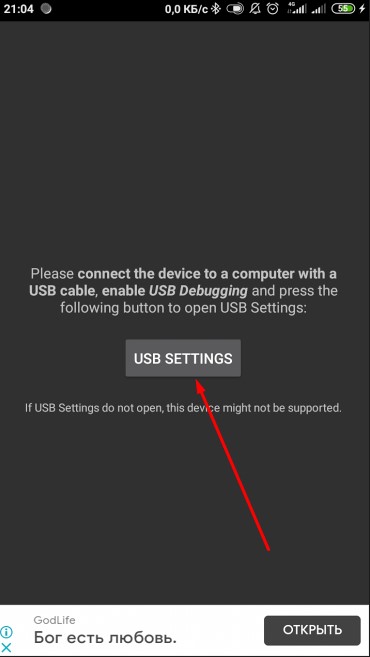 21:04 0,0 КБ/с 4G 55
Please connect the device to a computer with a
USB cable, enable USB Debugging and press the
following button to open USB Settings:
USB SETTINGS
If USB Settings do not open, this device might not be supported.
GodLife
Бог есть любовь.
ОТКРЫТЬ